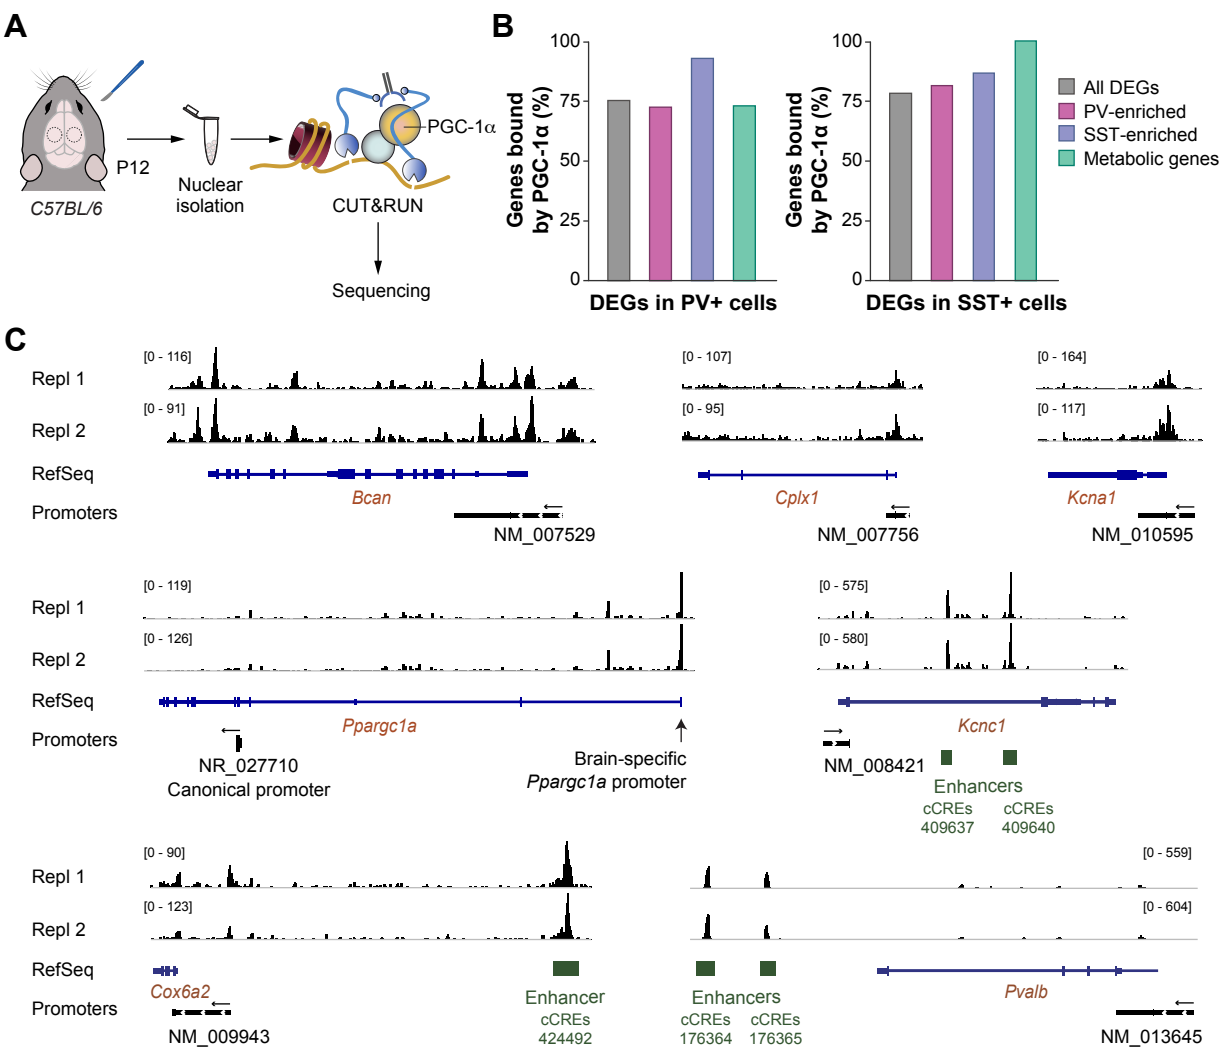 A
P12
C57BL/6
Nuclear
isolation
PGC-1α
CUT&RUN
Sequencing
B
Genes bound
by PGC-1α (%)
100
75
50
25
0
DEGs in PV+ cells
Genes bound
by PGC-1α (%)
100
75
50
25
0
DEGs in SST+ cells
All DEGs
PV-enriched
SST-enriched
Metabolic genes
C
Repl 1
[0 - 116]
[0 - 107]
[0 - 164]
Repl 2
[0 - 91]
[0 - 95]
[0 - 117]
RefSeq
Bcan
Cplx1
Kcna1
Promoters
NM_007529
NM_007756
NM_010595
Repl 1
[0 - 119]
[0 - 575]
Repl 2
[0 - 126]
[0 - 580]
RefSeq
Ppargc1a
Kcnc1
Promoters
NR_027710
Canonical promoter
Brain-specific
Ppargc1a promoter
NM_008421
Enhancers
cCREs
409637
cCREs
409640
Repl 1
[0 - 90]
[0 - 559]
Repl 2
[0 - 123]
[0 - 604]
RefSeq
Cox6a2
Pvalb
Promoters
NM_009943
Enhancer
cCREs
424492
Enhancers
cCREs
176364
cCREs
176365
NM_013645